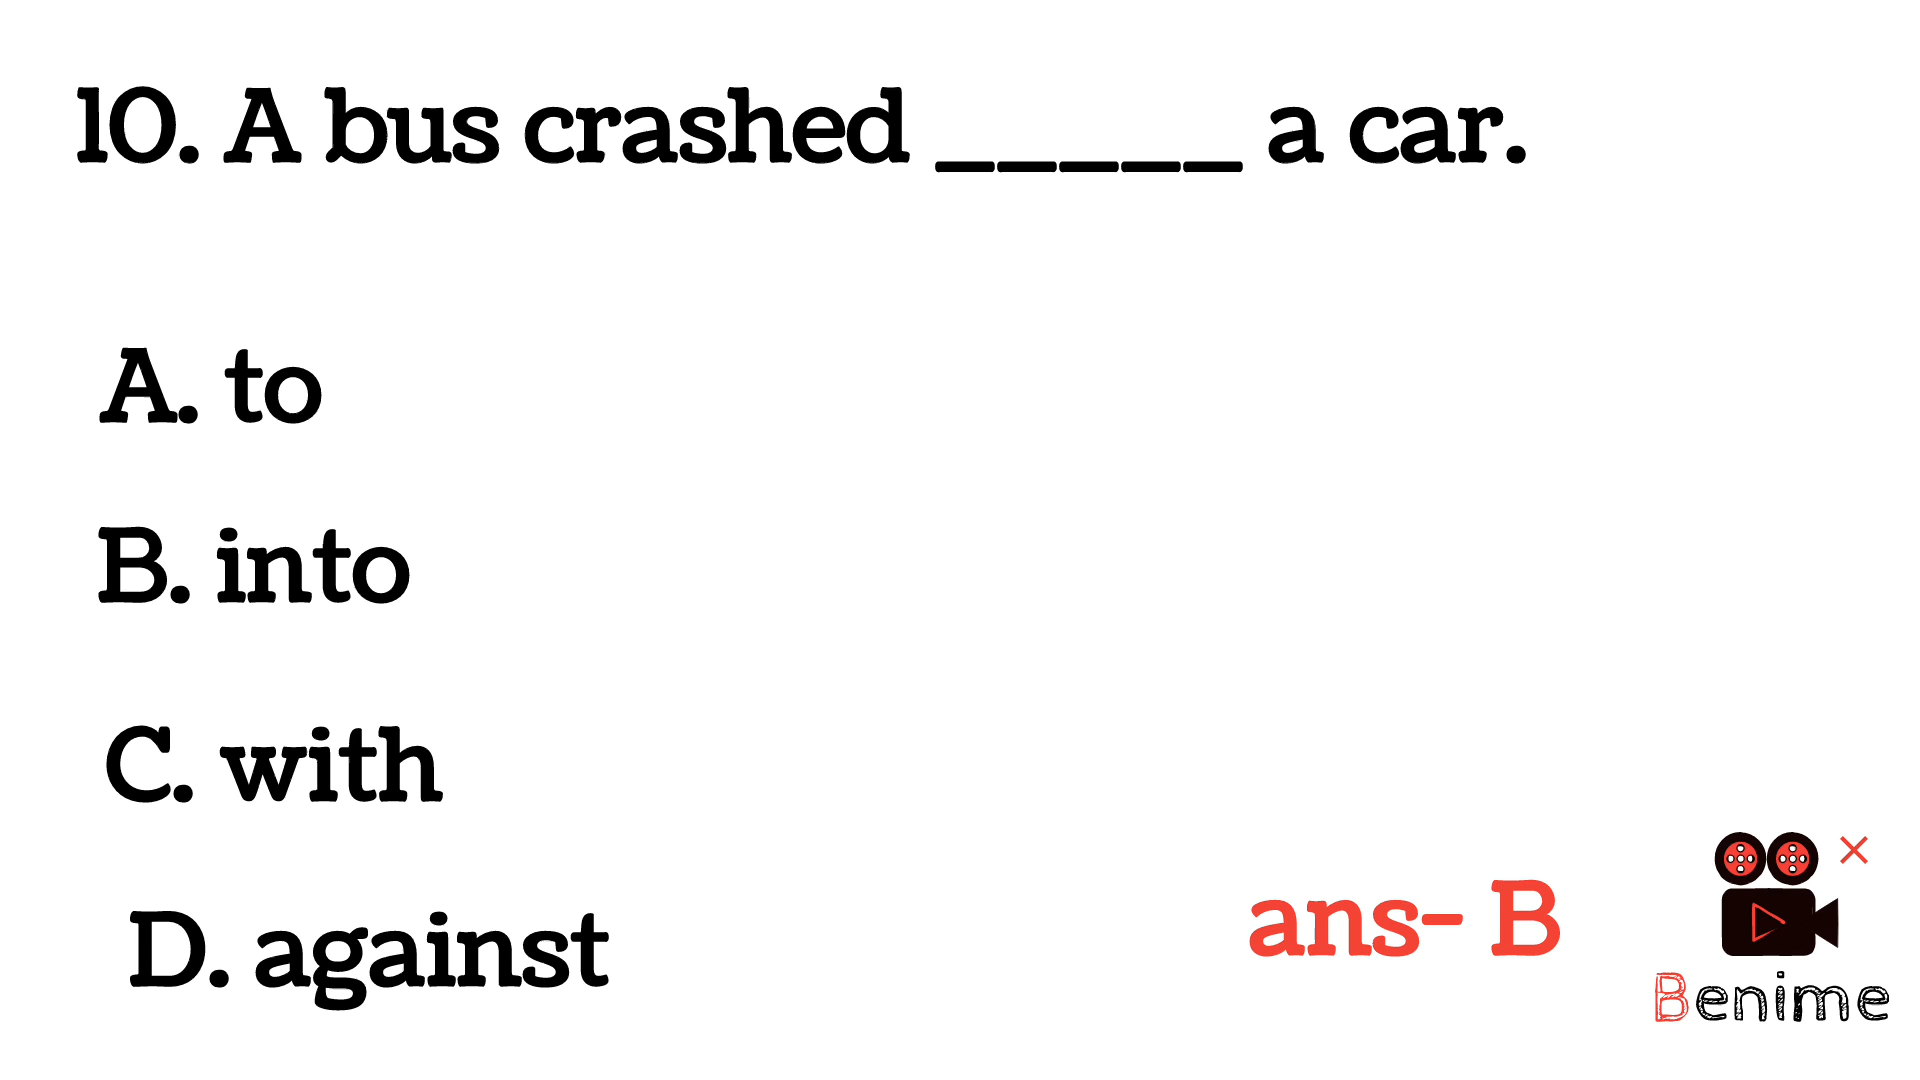 10. A bus crashed _____ a car.
A. to
B. into
C. with
D. against
ans- B
Benime